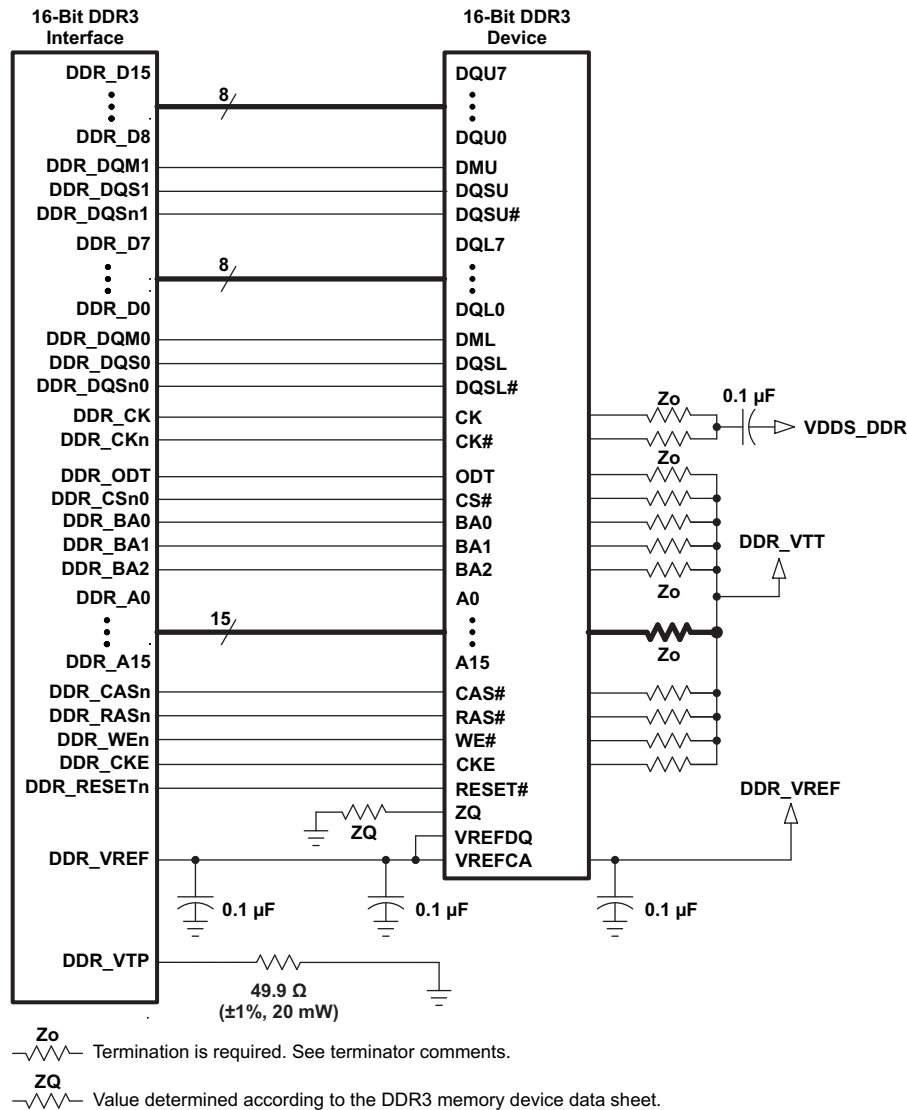 16-Bit DDR3
Interface
16-Bit DDR3
Device
DDR_D15
8
DQU7
DDR_D8
DQU0
DDR_DQM1
DMU
DDR_DQS1
DQSU
DDR_DQSn1
DQSU#
DDR_D7
8
DQL7
DDR_D0
DQL0
DDR_DQM0
DML
DDR_DQS0
DQSL
DDR_DQSn0
DQSL#
Zo
0.1 µF
DDR_CK
CK
VDDS_DDR
DDR_CKn
CK#
Zo
DDR_ODT
ODT
DDR_CSn0
CS#
DDR_BA0
BA0
DDR_BA1
BA1
DDR_VTT
DDR_BA2
BA2
Zo
DDR_A0
A0
15
Zo
DDR_A15
A15
DDR_CASn
CAS#
DDR_RASn
RAS#
DDR_WEn
WE#
DDR_CKE
CKE
DDR_RESETn
RESET#
DDR_VREF
ZQ
ZQ
VREFDQ
DDR_VREF
VREFCA
0.1 µF
0.1 µF
0.1 µF
DDR_VTP
49.9 Ω
(±1%, 20 mW)
Zo
Termination is required. See terminator comments.
ZQ
Value determined according to the DDR3 memory device data sheet.